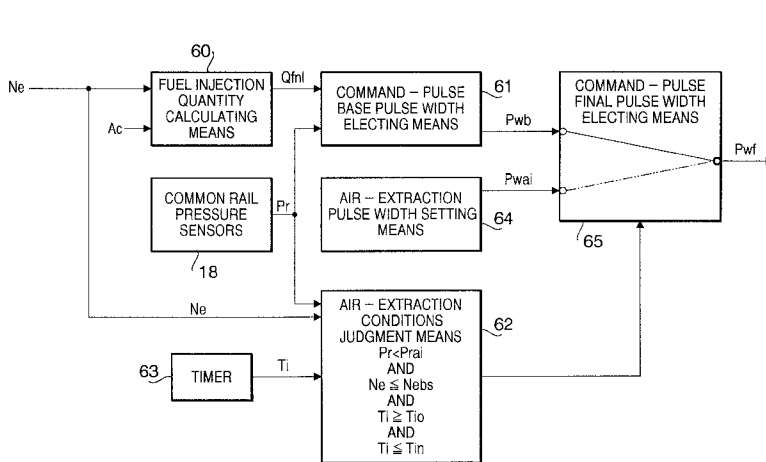 60
Ne
FUEL INJECTION
QUANTITY
CALCULATING
MEANS
Ac
Qfnl
COMMAND – PULSE
BASE PULSE WIDTH
ELECTING MEANS
61
Pwb
COMMAND – PULSE
FINAL PULSE WIDTH
ELECTING MEANS
Pwf
65
COMMON RAIL
PRESSURE
SENSORS
18
Pr
AIR – EXTRACTION
PULSE WIDTH SETTING
MEANS
64
Pwai
Ne
AIR – EXTRACTION
CONDITIONS
JUDGMENT MEANS
Pr<Prai
AND
Ne ≦ Nebs
AND
Ti ≧ Tio
AND
Ti ≦ Tin
62
63
TIMER
Ti